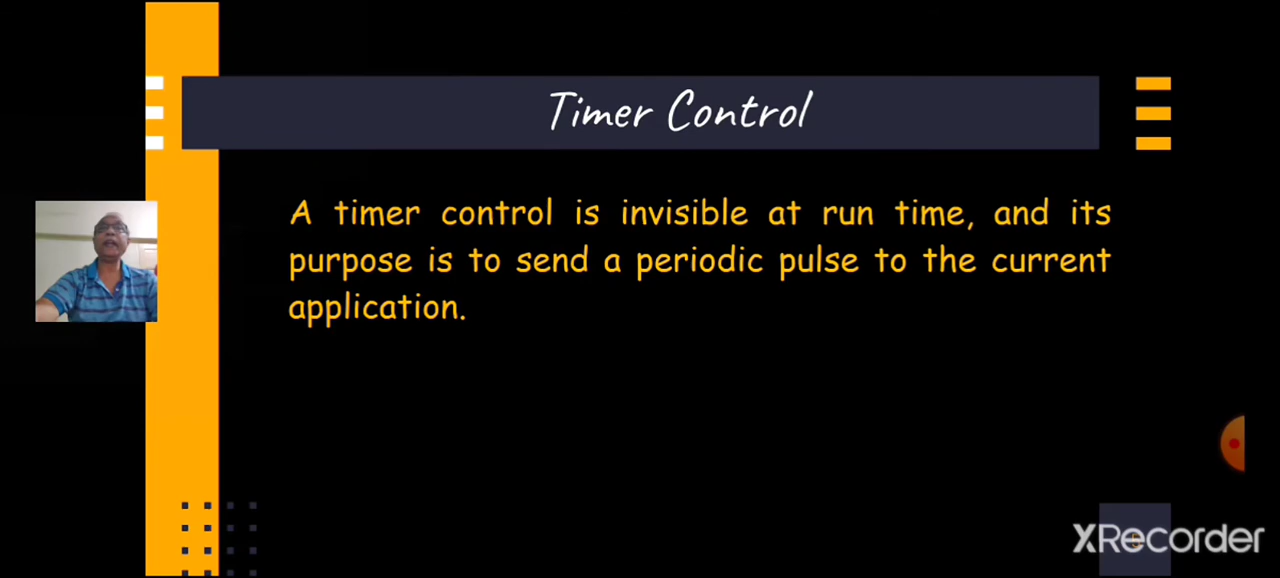 Timer Control
A timer control is invisible at run time, and its
purpose is to send a periodic pulse to the current
application.
XRecorder